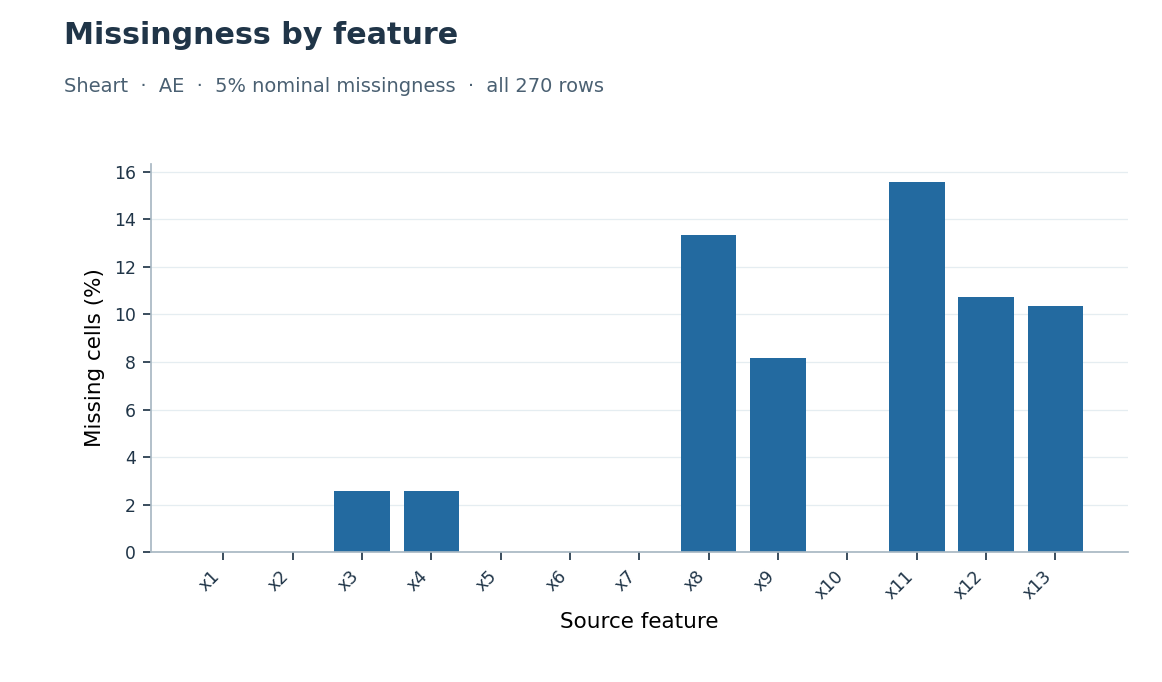 Missingness by feature
Sheart · AE · 5% nominal missingness · all 270 rows
16
14
12
10
8
6
4
2
0
Missing cells (%)
x1 x2 x3 x4 x5 x6 x7 x8 x9 x10 x11 x12 x13
Source feature